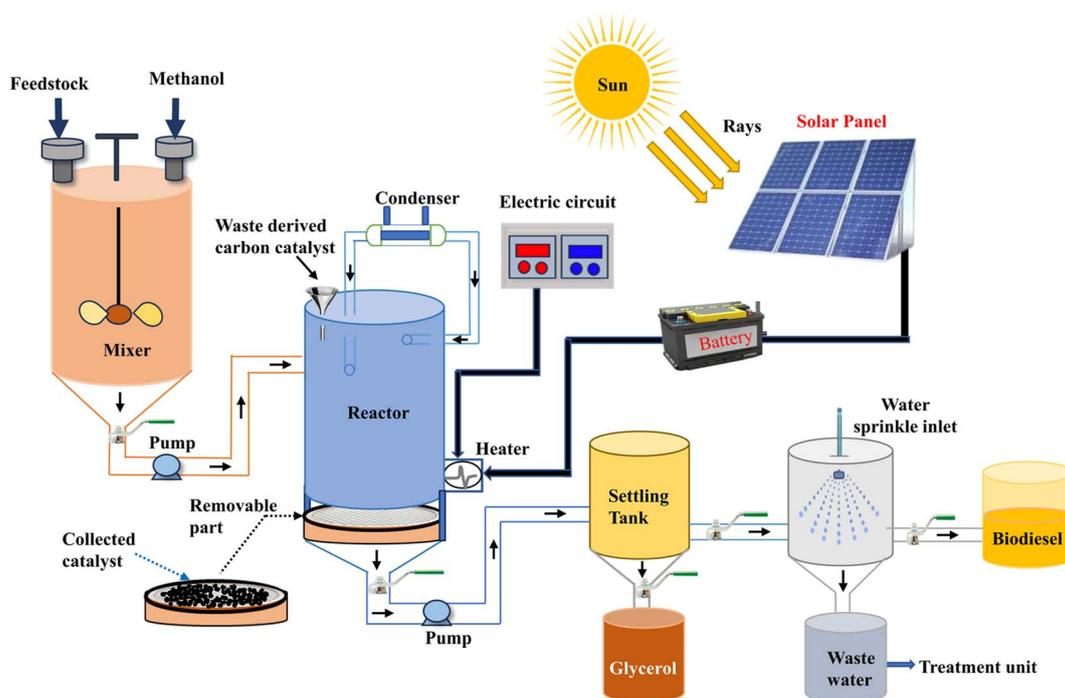 Feedstock
Methanol
Sun
Rays
Solar Panel
Condenser
Electric circuit
Waste derived
carbon catalyst
Mixer
Battery
Reactor
Pump
Heater
Water
sprinkle inlet
Removable
part
Settling
Tank
Collected
catalyst
Biodiesel
Pump
Glycerol
Waste
water
Treatment unit